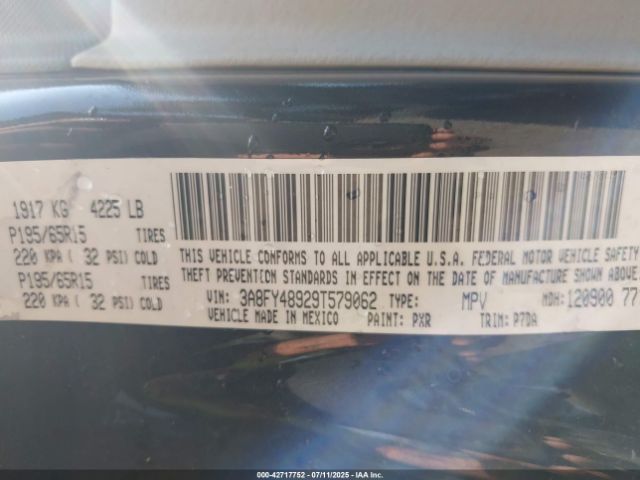 1917 KG 4225 LB
P195/65R15 TIRES
220 KPA ( 32 PSI) COLD
P195/65R15 TIRES
220 KPA ( 32 PSI) COLD
THIS VEHICLE CONFORMS TO ALL APPLICABLE U.S.A. FEDERAL MOTOR VEHICLE SAFETY
THEFT PREVENTION STANDARDS IN EFFECT ON THE DATE OF MANUFACTURE SHOWN ABOVE
VIN: 3A8FY48929T579062 TYPE: MPV MDH:120900 77
VEHICLE MADE IN MEXICO PAINT: PXR TRIM: P7DA
000-42717752 - 07/11/2025 - IAA Inc.